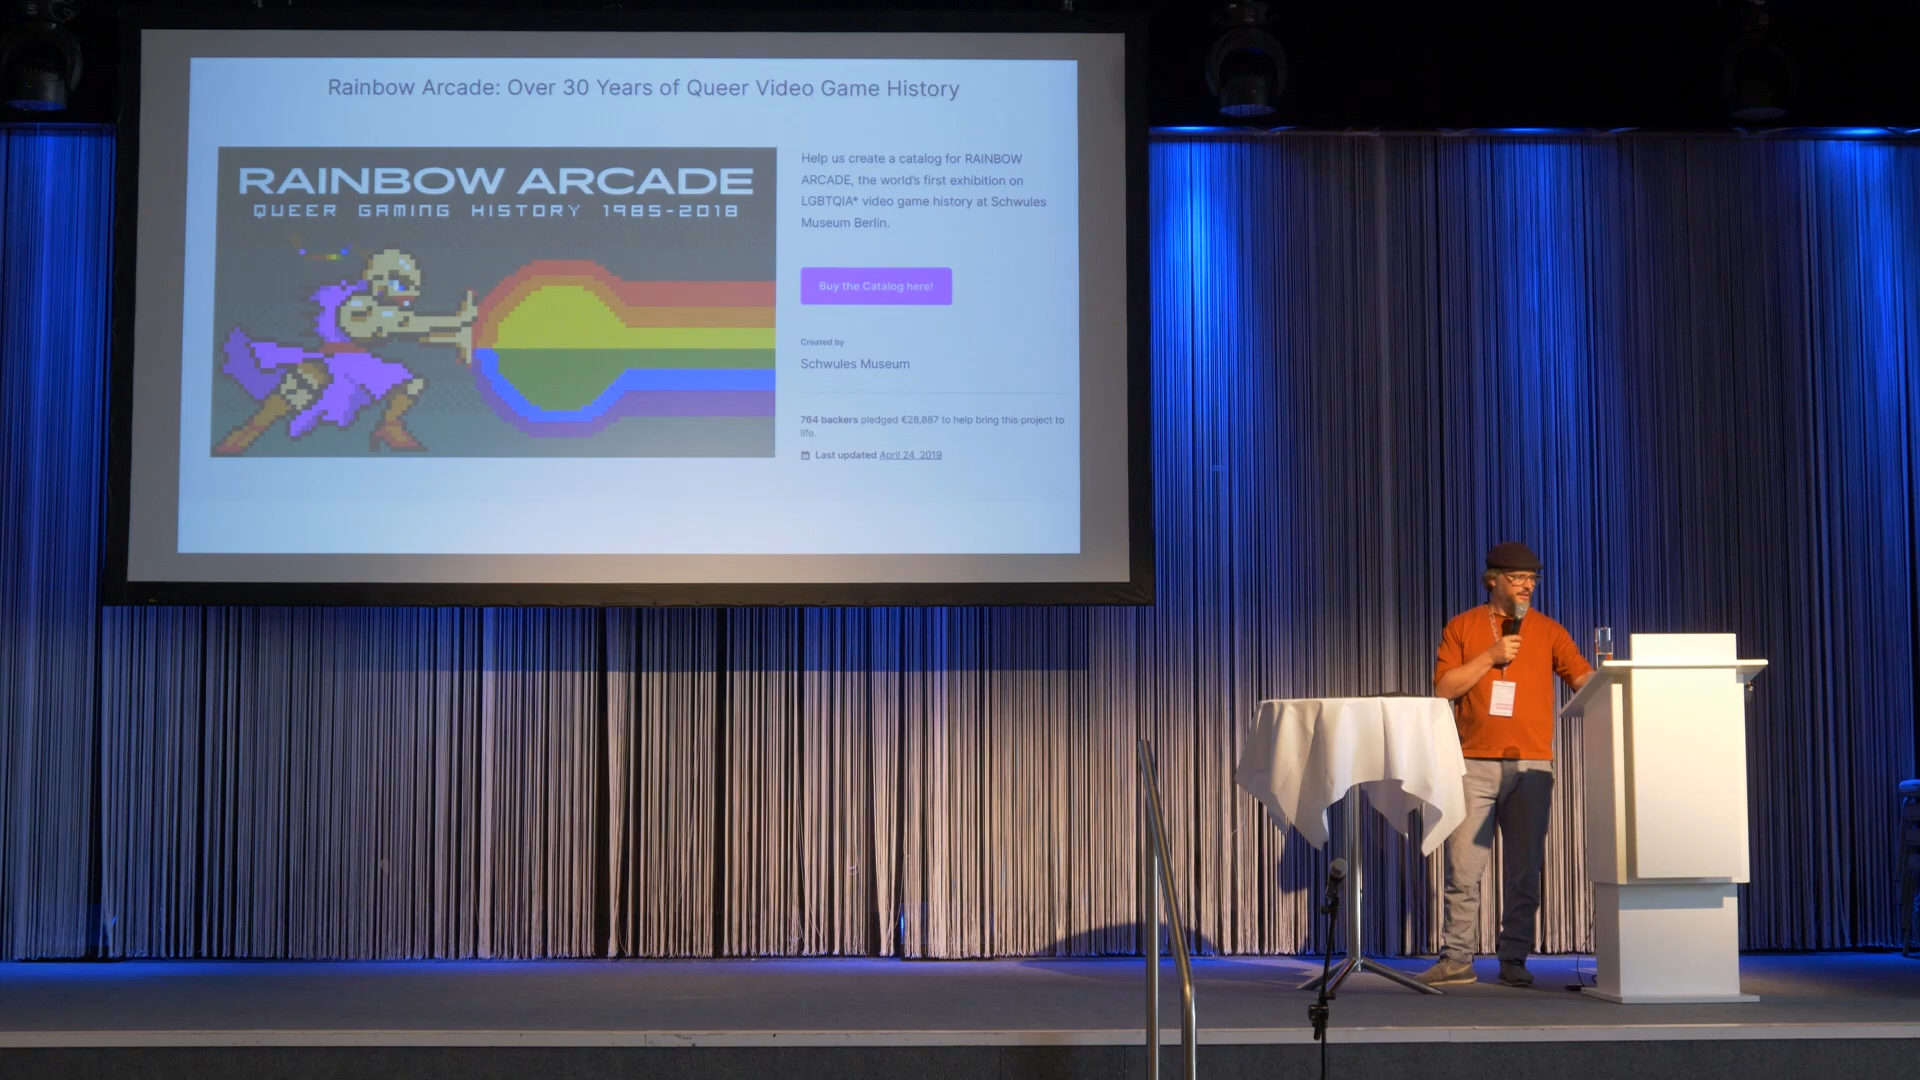 Rainbow Arcade: Over 30 Years of Queer Video Game History
RAINBOW ARCADE
QUEER GAMING HISTORY 1985-2018
Help us create a catalog for RAINBOW
ARCADE, the world's first exhibition on
LGBTQIA* video game history at Schwules
Museum Berlin.
Buy the Catalog here!
Created by
Schwules Museum
764 backers pledged €28,887 to help bring this project to
life.
Last updated April 24, 2019